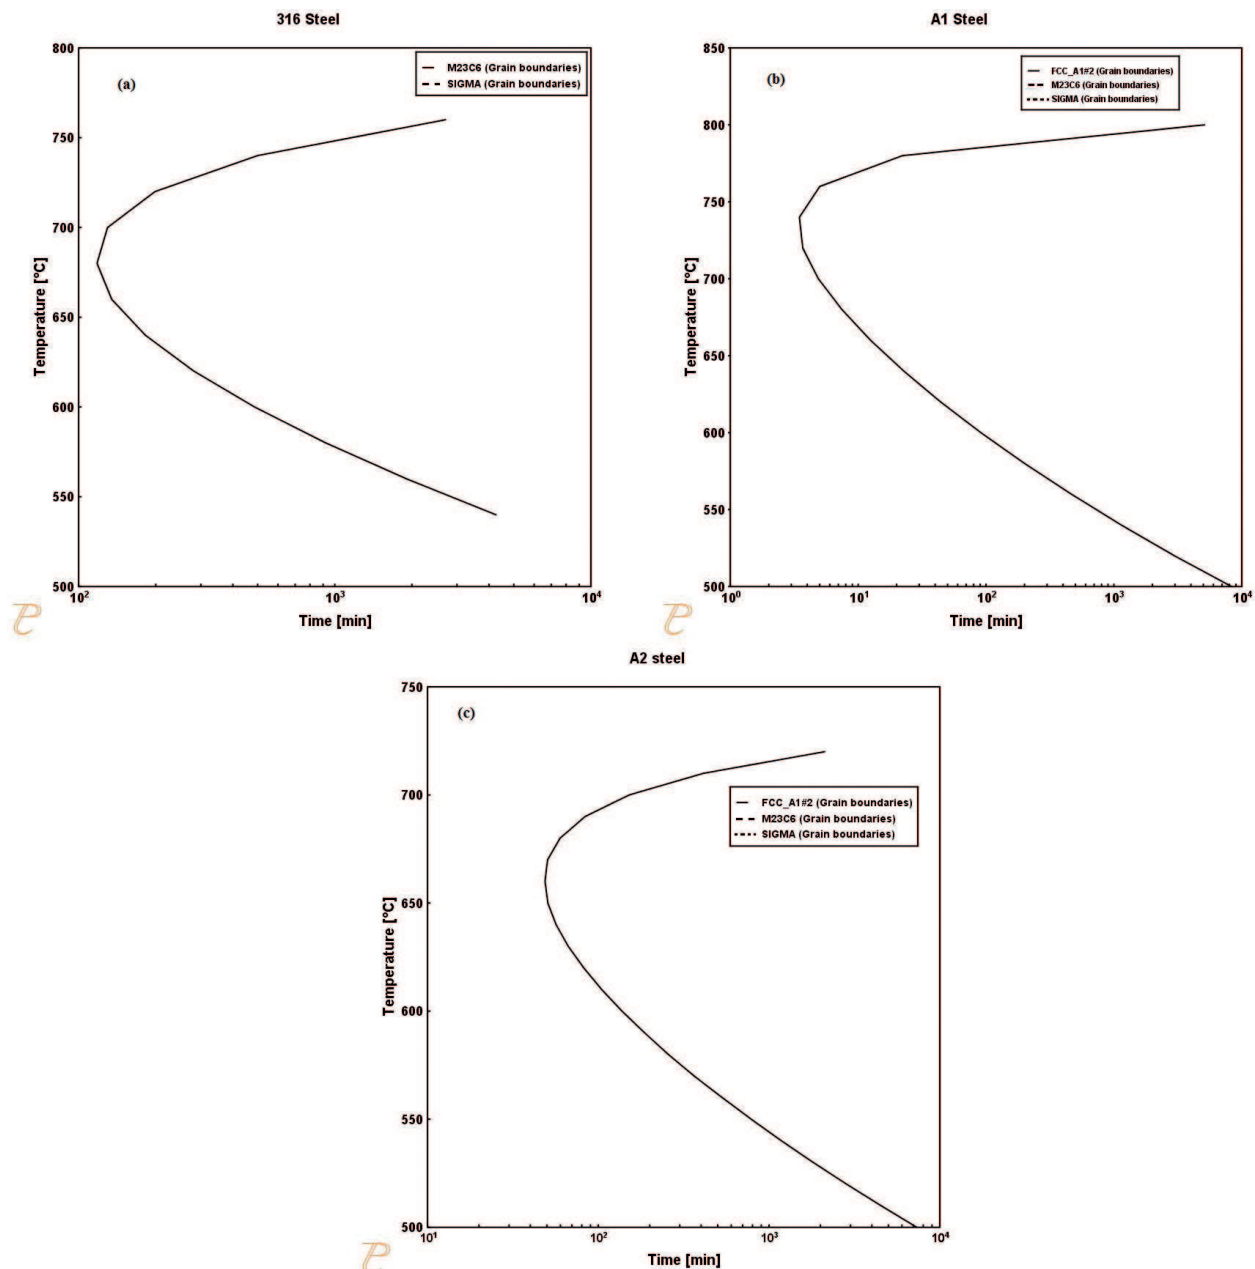 316 Steel
(a)
M23C6 (Grain boundaries)
SIGMA (Grain boundaries)
800
750
700
650
600
550
500
Temperature [°C]
10² 10³ 10⁴
Time [min]
A1 Steel
(b)
FCC_A1#2 (Grain boundaries)
M23C6 (Grain boundaries)
SIGMA (Grain boundaries)
850
800
750
700
650
600
550
500
Temperature [°C]
10⁰ 10¹ 10² 10³ 10⁴
Time [min]
A2 steel
(c)
FCC_A1#2 (Grain boundaries)
M23C6 (Grain boundaries)
SIGMA (Grain boundaries)
750
700
650
600
550
500
Temperature [°C]
10¹ 10² 10³ 10⁴
Time [min]